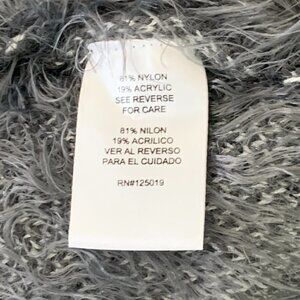 81% NYLON
19% ACRYLIC
SEE REVERSE
FOR CARE
81% NILON
19% ACRILICO
VER AL REVERSO
PARA EL CUIDADO
RN#125019